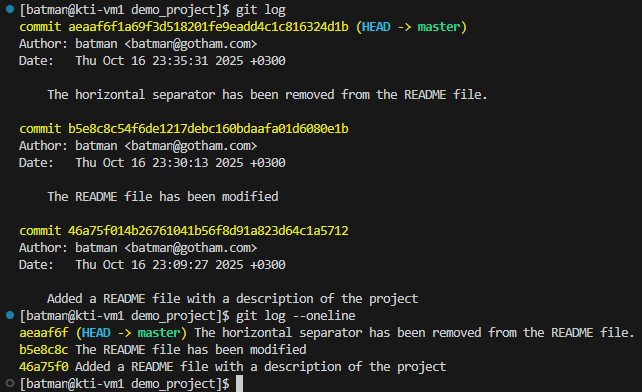 [batman@kti-vm1 demo_project]$ git log
commit aeaaf6f1a69f3d518201fe9eadd4c1c816324d1b (HEAD -> master)
Author: batman <batman@gotham.com>
Date:   Thu Oct 16 23:35:31 2025 +0300
    The horizontal separator has been removed from the README file.
commit b5e8c8c54f6de1217debc160bdaafa01d6080e1b
Author: batman <batman@gotham.com>
Date:   Thu Oct 16 23:30:13 2025 +0300
    The README file has been modified
commit 46a75f014b26761041b56f8d91a823d64c1a5712
Author: batman <batman@gotham.com>
Date:   Thu Oct 16 23:09:27 2025 +0300
    Added a README file with a description of the project
[batman@kti-vm1 demo_project]$ git log --oneline
aeaaf6f (HEAD -> master) The horizontal separator has been removed from the README file.
b5e8c8c The README file has been modified
46a75f0 Added a README file with a description of the project
[batman@kti-vm1 demo_project]$